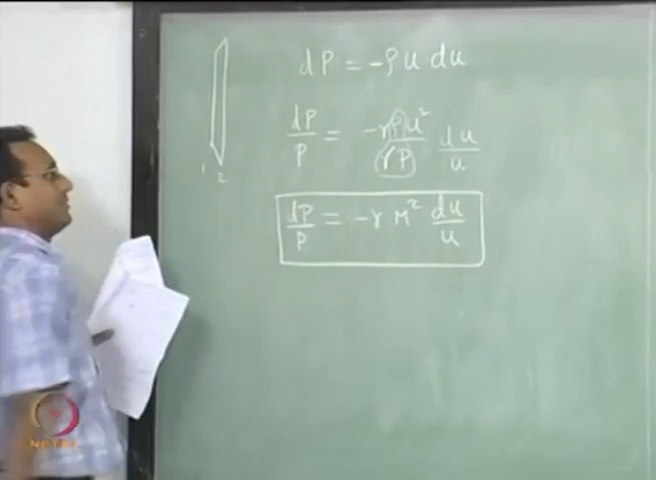 dP = -ρu du
dP/P = -γρu²/γP du/u
1 2
dP/P = -γ M² du/u
NPTEL